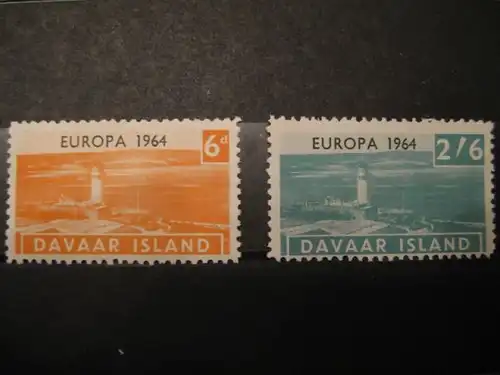 EUROPA 1964
6d
DAVAAR ISLAND
EUROPA 1964
2/6
DAVAAR ISLAND